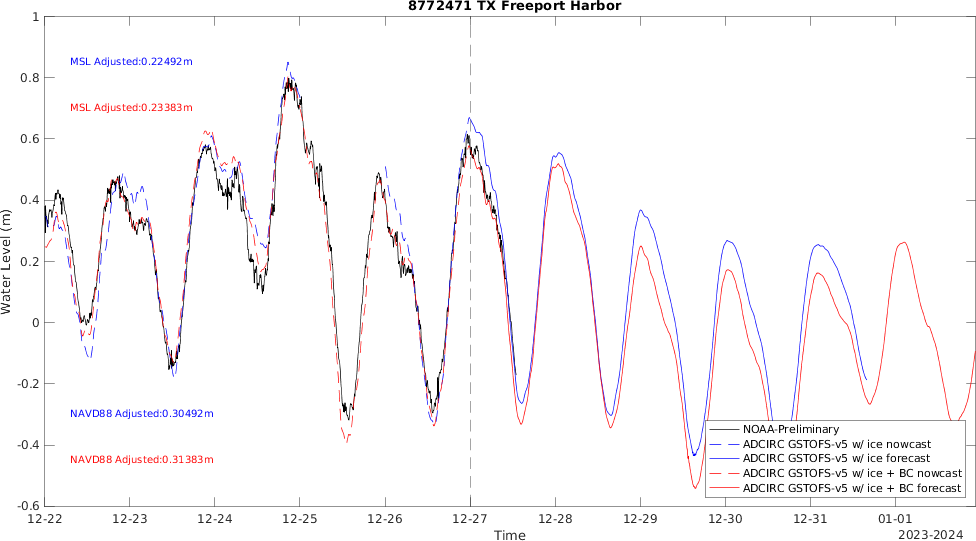 8772471 TX Freeport Harbor
1
0.8
0.6
0.4
0.2
0
-0.2
-0.4
-0.6
Water Level (m)
MSL Adjusted:0.22492m
MSL Adjusted:0.23383m
NAVD88 Adjusted:0.30492m
NAVD88 Adjusted:0.31383m
NOAA-Preliminary
ADCIRC GSTOFS-v5 w/ ice nowcast
ADCIRC GSTOFS-v5 w/ ice forecast
ADCIRC GSTOFS-v5 w/ ice + BC nowcast
ADCIRC GSTOFS-v5 w/ ice + BC forecast
12-22 12-23 12-24 12-25 12-26 12-27 12-28 12-29 12-30 12-31 01-01
Time
2023-2024